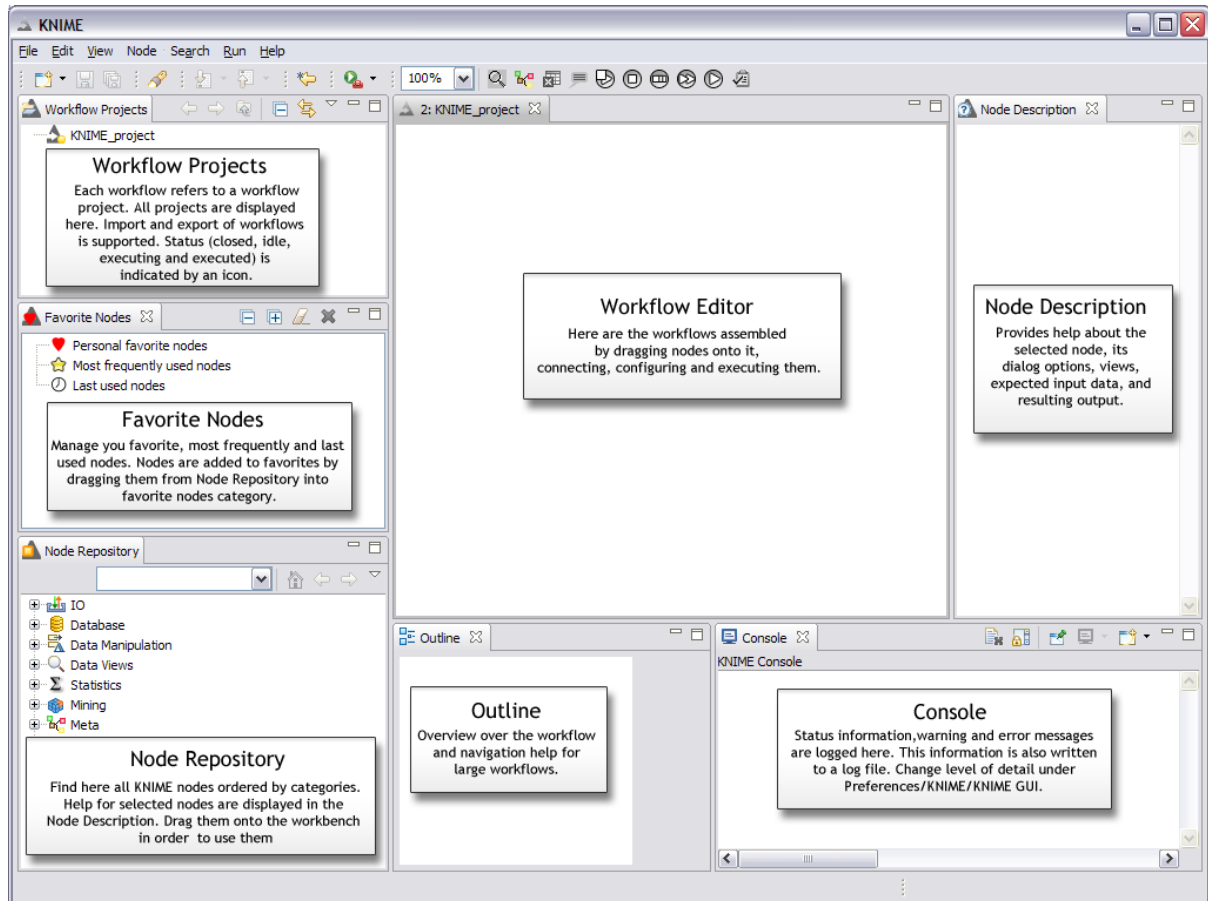 KNIME
File Edit View Node Search Run Help
100%
Workflow Projects
KNIME_project
Workflow Projects
Each workflow refers to a workflow
project. All projects are displayed
here. Import and export of workflows
is supported. Status (closed, idle,
executing and executed) is
indicated by an icon.
Favorite Nodes
Personal favorite nodes
Most frequently used nodes
Last used nodes
Favorite Nodes
Manage you favorite, most frequently and last
used nodes. Nodes are added to favorites by
dragging them from Node Repository into
favorite nodes category.
Node Repository
IO
Database
Data Manipulation
Data Views
Statistics
Mining
Meta
Node Repository
Find here all KNIME nodes ordered by categories.
Help for selected nodes are displayed in the
Node Description. Drag them onto the workbench
in order to use them
2: KNIME_project
Workflow Editor
Here are the workflows assembled
by dragging nodes onto it,
connecting, configuring and executing them.
Node Description
Node Description
Provides help about the
selected node, its
dialog options, views,
expected input data, and
resulting output.
Outline
Outline
Overview over the workflow
and navigation help for
large workflows.
Console
KNIME Console
Console
Status information,warning and error messages
are logged here. This information is also written
to a log file. Change level of detail under
Preferences/KNIME/KNIME GUI.